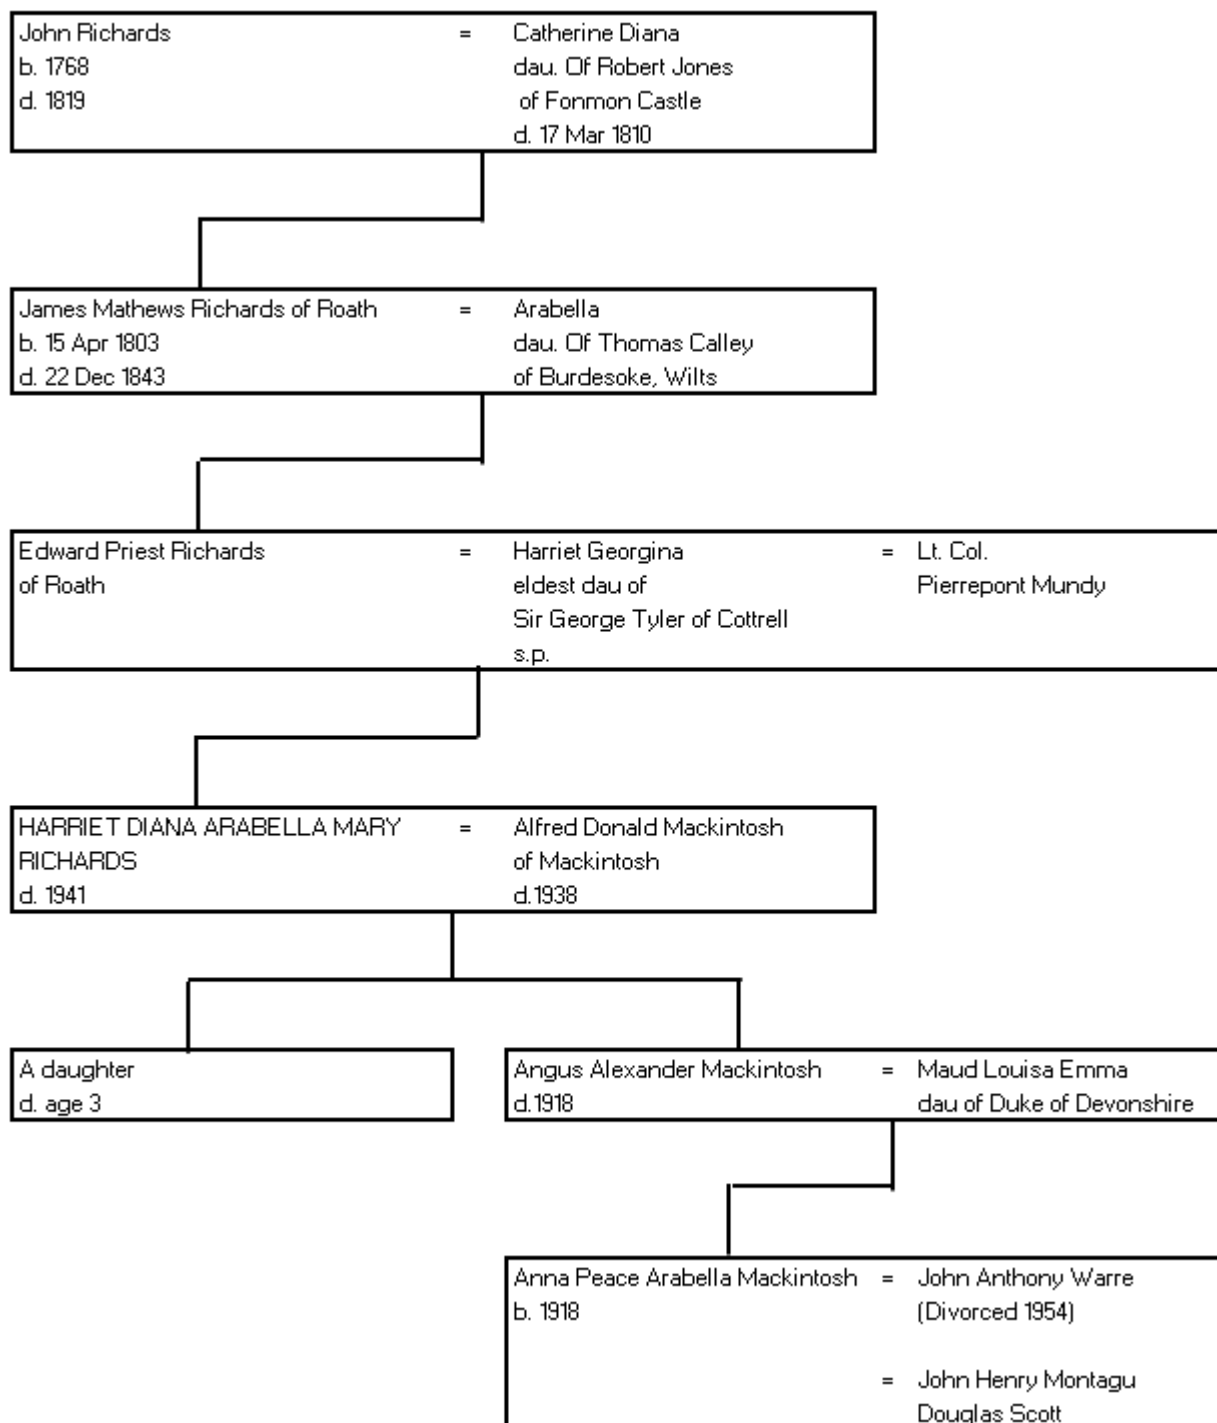 John Richards = Catherine Diana
b. 1768 dau. Of Robert Jones
d. 1819 of Fonmon Castle
d. 17 Mar 1810
James Mathews Richards of Roath = Arabella
b. 15 Apr 1803 dau. Of Thomas Calley
d. 22 Dec 1843 of Burdesoke, Wilts
Edward Priest Richards = Harriet Georgina = Lt. Col.
of Roath eldest dau of Pierrepont Mundy
Sir George Tyler of Cottrell
s.p.
HARRIET DIANA ARABELLA MARY = Alfred Donald Mackintosh
RICHARDS of Mackintosh
d. 1941 d.1938
A daughter Angus Alexander Mackintosh = Maud Louisa Emma
d. age 3 d.1918 dau of Duke of Devonshire
Anna Peace Arabella Mackintosh = John Anthony Warre
b. 1918 (Divorced 1954)
= John Henry Montagu
Douglas Scott